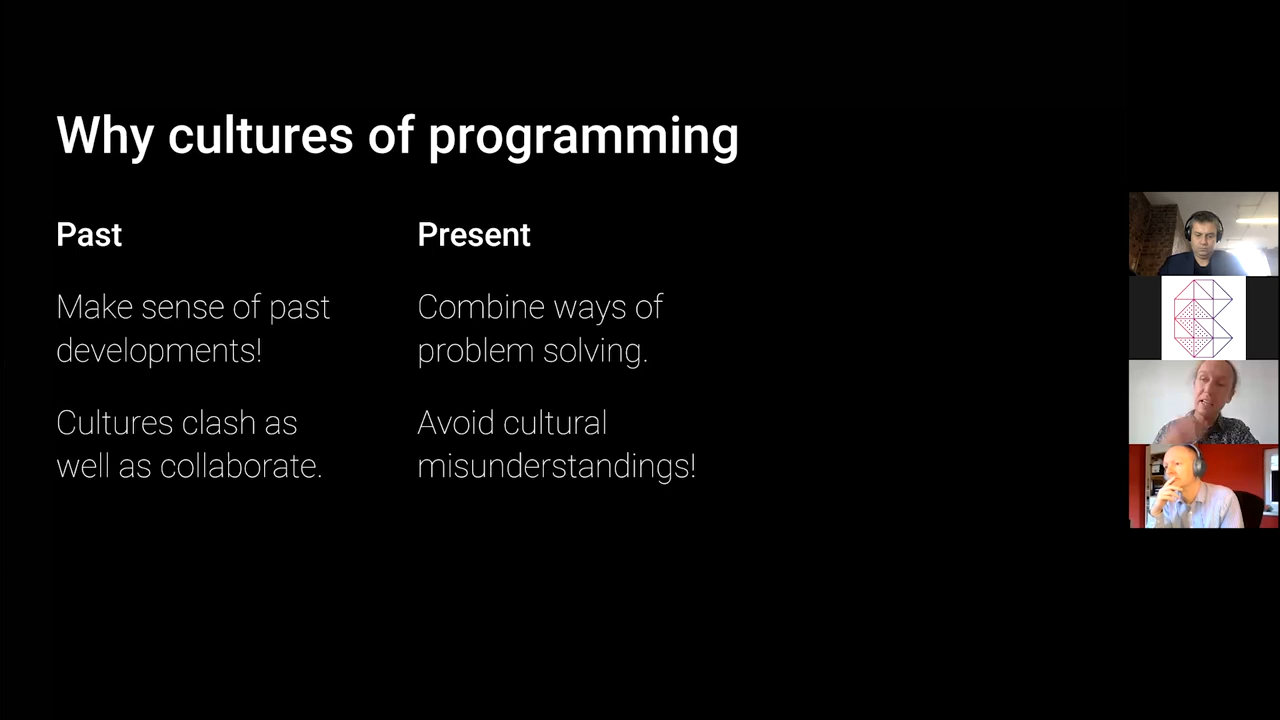 Why cultures of programming
Past
Make sense of past
developments!
Cultures clash as
well as collaborate.
Present
Combine ways of
problem solving.
Avoid cultural
misunderstandings!